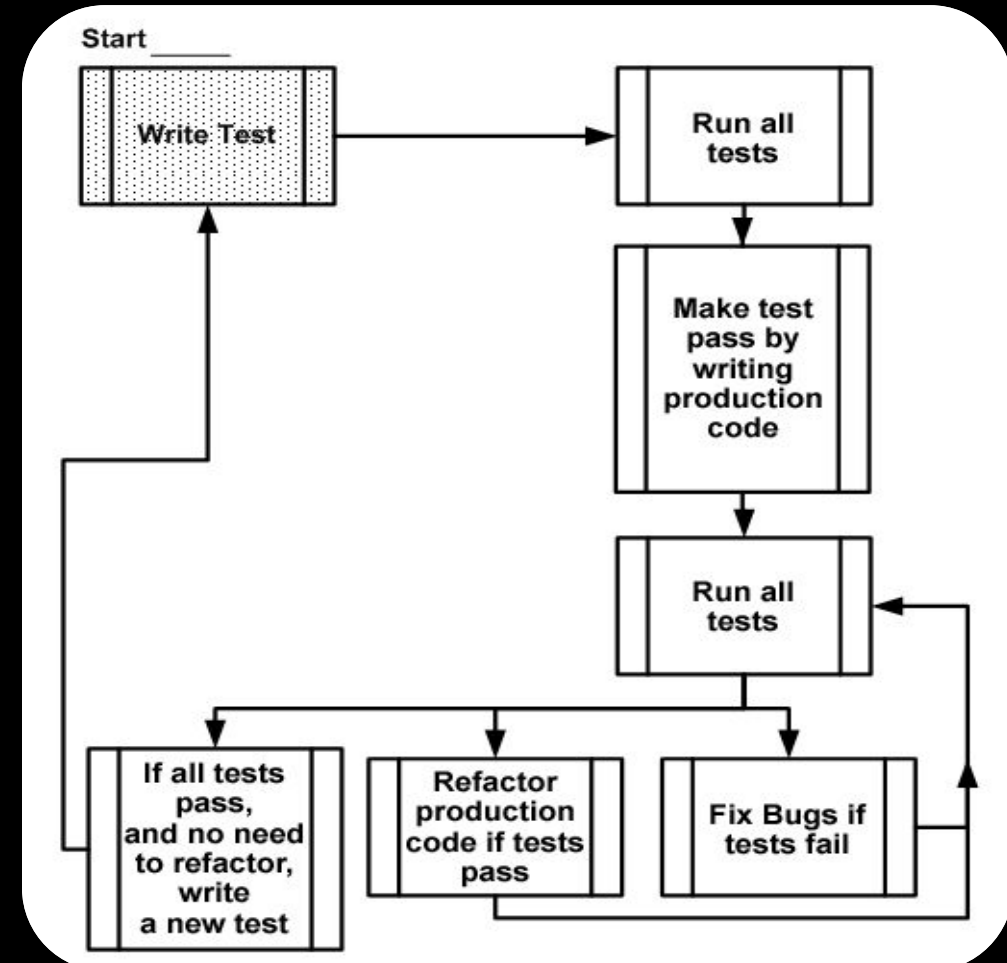 Start
Write Test
Run all
tests
Make test
pass by
writing
production
code
Run all
tests
If all tests
pass,
and no need
to refactor,
write
a new test
Refactor
production
code if tests
pass
Fix Bugs if
tests fail